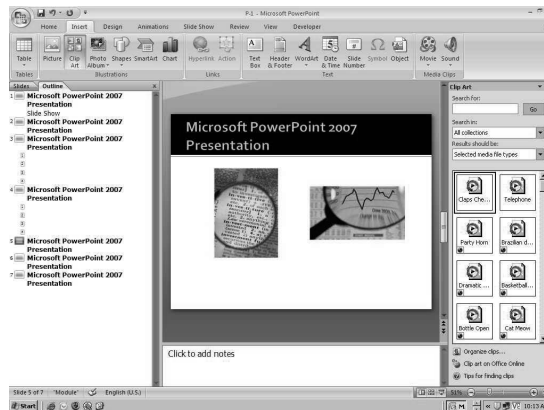 P-1 - Microsoft PowerPoint
Home Insert Design Animations Slide Show Review View Developer
Table Picture Clip Art Photo Album Shapes SmartArt Chart Hyperlink Action Text Box Header & Footer WordArt Date & Time Slide Number Symbol Object Movie Sound
Tables Illustrations Links Text Media Clips
Slides Outline
1 Microsoft PowerPoint 2007
Presentation
Slide Show
2 Microsoft PowerPoint 2007
Presentation
3 Microsoft PowerPoint 2007
Presentation
4 Microsoft PowerPoint 2007
Presentation
5 Microsoft PowerPoint 2007
Presentation
6 Microsoft PowerPoint 2007
Presentation
7 Microsoft PowerPoint 2007
Presentation
Microsoft PowerPoint 2007
Presentation
Click to add notes
Clip Art
Search for:
Go
Search in:
All collections
Results should be:
Selected media file types
Claps Che... Telephone
Party Horn Brazilian d...
Dramatic ... Basketball...
Bottle Open Cat Meow
Organize clips...
Clip art on Office Online
Tips for finding clips
Slide 5 of 7 "Module" English (U.S.) 51%
Start 10:13 A